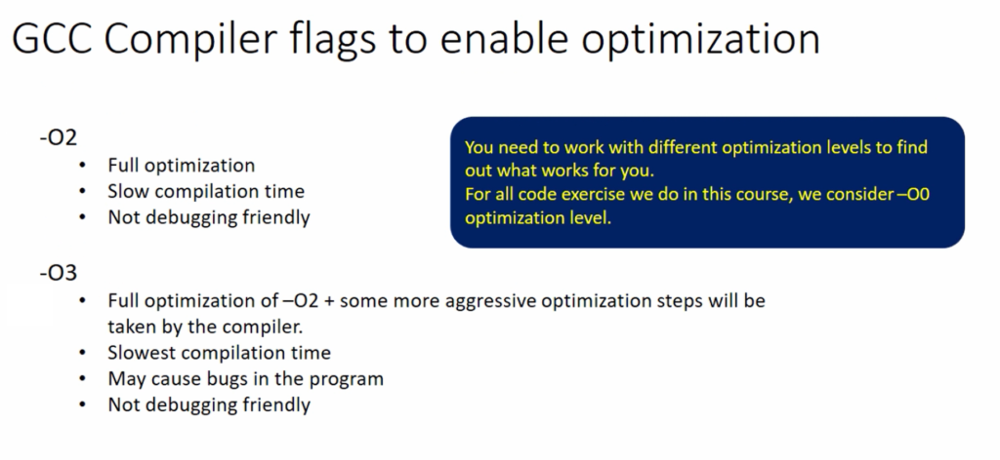 GCC Compiler flags to enable optimization
-O2
• Full optimization
• Slow compilation time
• Not debugging friendly
You need to work with different optimization levels to find
out what works for you.
For all code exercise we do in this course, we consider –O0
optimization level.
-O3
• Full optimization of –O2 + some more aggressive optimization steps will be
taken by the compiler.
• Slowest compilation time
• May cause bugs in the program
• Not debugging friendly